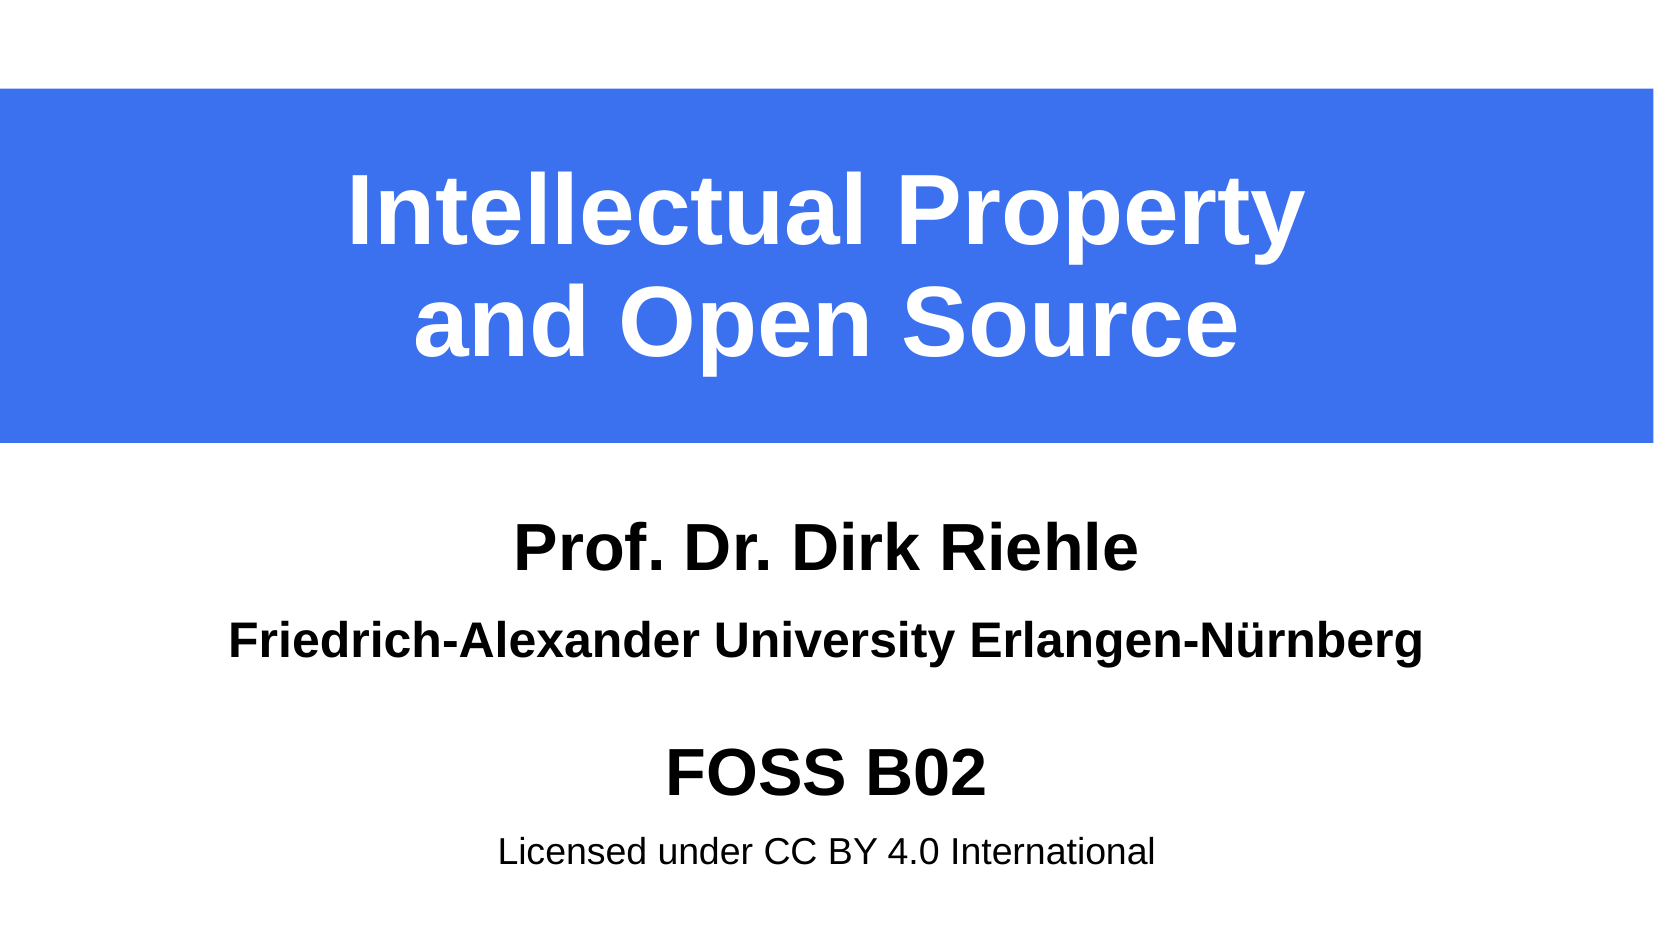 Intellectual Property
and Open Source
Prof. Dr. Dirk Riehle
Friedrich-Alexander University Erlangen-Nürnberg
FOSS B02
Licensed under CC BY 4.0 International